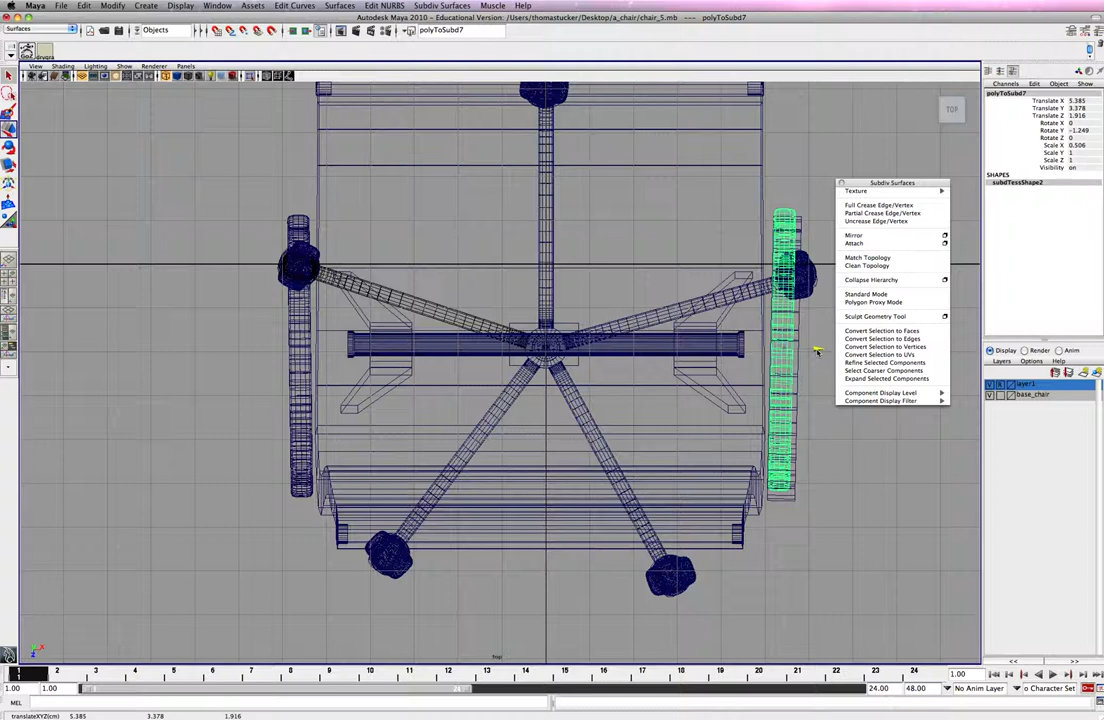 Maya File Edit Modify Create Display Window Assets Edit Curves Surfaces Edit NURBS Subdiv Surfaces Muscle Help
Autodesk Maya 2010 - Educational Version: /Users/thomastucker/Desktop/a_chair/chair_5.mb --- polyToSubd7
Surfaces Objects polyToSubd7
View Shading Lighting Show Renderer Panels
Channels Edit Object Show
polyToSubd7
Translate X 5.385
Translate Y 3.378
Translate Z 1.916
Rotate X 0
Rotate Y -1.249
Rotate Z 0
Scale X 0.506
Scale Y 1
Scale Z 1
Visibility on
SHAPES
subdTessShape2
TOP
Subdiv Surfaces
Texture
Full Crease Edge/Vertex
Partial Crease Edge/Vertex
Uncrease Edge/Vertex
Mirror
Attach
Match Topology
Clean Topology
Collapse Hierarchy
Standard Mode
Polygon Proxy Mode
Sculpt Geometry Tool
Convert Selection to Faces
Convert Selection to Edges
Convert Selection to Vertices
Convert Selection to UVs
Refine Selected Components
Select Coarser Components
Expand Selected Components
Component Display Level
Component Display Filter
Display Render Anim
Layers Options Help
V R layer1
V base_chair
top
1 2 3 4 5 6 7 8 9 10 11 12 13 14 15 16 17 18 19 20 21 22 23 24
1
1.00
1.00 1.00 24.00 48.00 No Anim Layer o Character Set
MEL
translateXYZ(cm) 5.385 3.378 1.916